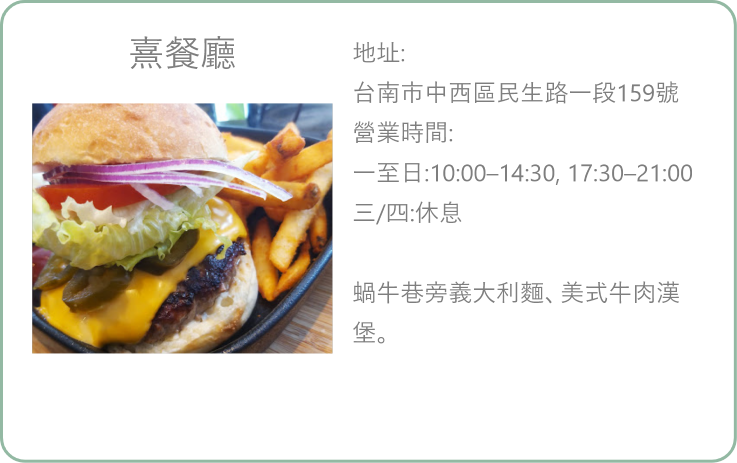 熹餐廳
地址:
台南市中西區民生路一段159號
營業時間:
一至日:10:00–14:30, 17:30–21:00
三/四:休息
蝸牛巷旁義大利麵、美式牛肉漢
堡。